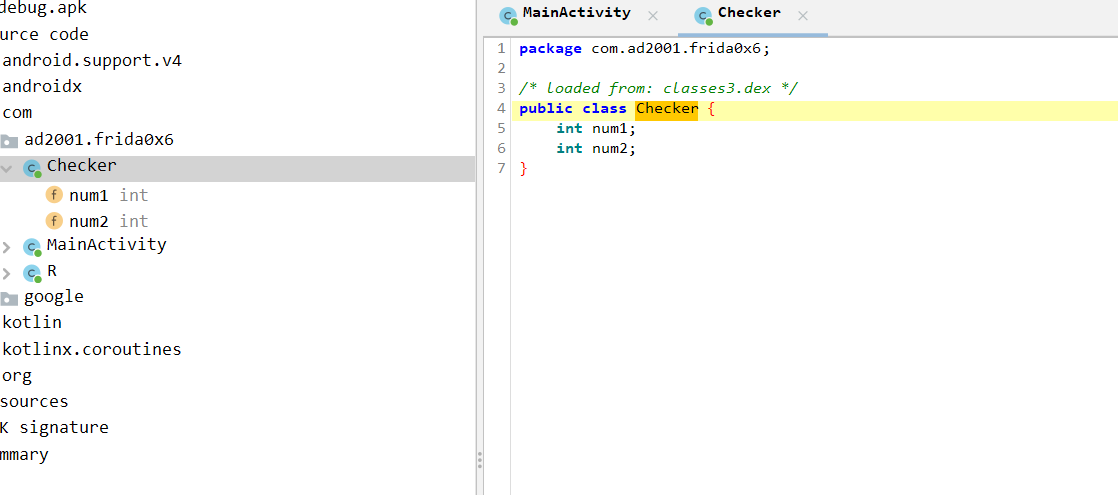 debug.apk
urce code
android.support.v4
androidx
com
ad2001.frida0x6
C Checker
f num1 int
f num2 int
C MainActivity
C R
google
kotlin
kotlinx.coroutines
org
sources
K signature
mmary
C MainActivity
C Checker
1 package com.ad2001.frida0x6;
2
3 /* loaded from: classes3.dex */
4 public class Checker {
5 int num1;
6 int num2;
7 }